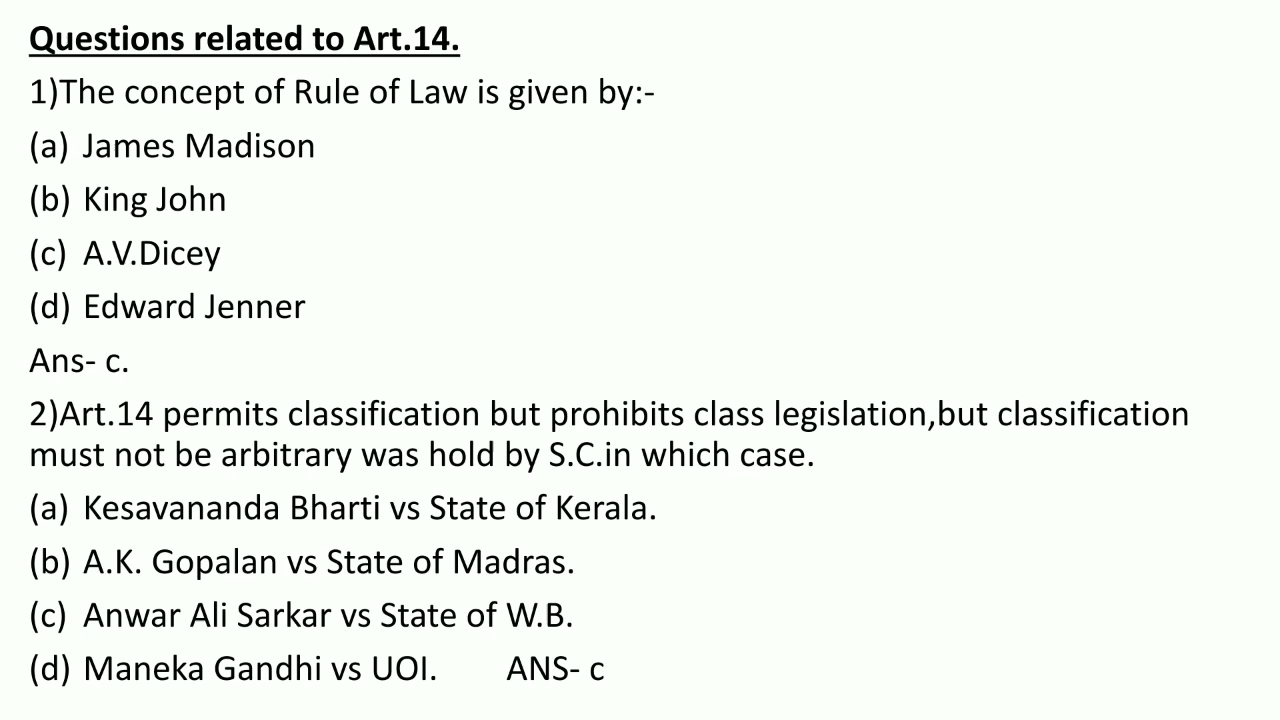 Questions related to Art.14.
1)The concept of Rule of Law is given by:-
(a) James Madison
(b) King John
(c) A.V.Dicey
(d) Edward Jenner
Ans- c.
2)Art.14 permits classification but prohibits class legislation,but classification
must not be arbitrary was hold by S.C.in which case.
(a) Kesavananda Bharti vs State of Kerala.
(b) A.K. Gopalan vs State of Madras.
(c) Anwar Ali Sarkar vs State of W.B.
(d) Maneka Gandhi vs UOI. ANS- c